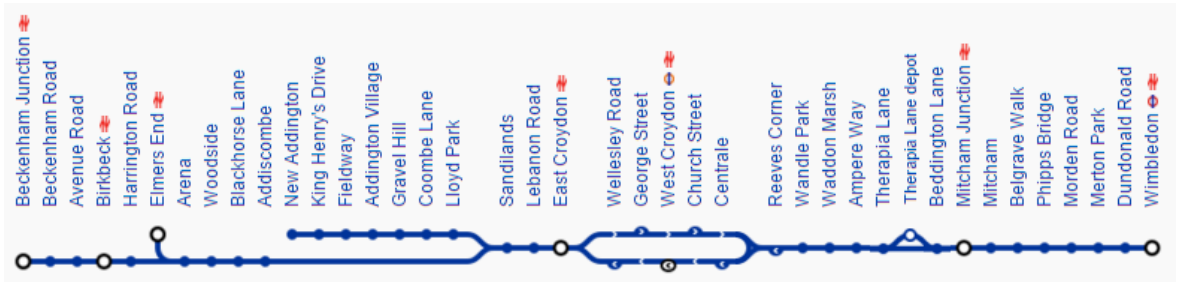 Beckenham Junction
Beckenham Road
Avenue Road
Birkbeck
Harrington Road
Elmers End
Arena
Woodside
Blackhorse Lane
Addiscombe
New Addington
King Henry's Drive
Fieldway
Addington Village
Gravel Hill
Coombe Lane
Lloyd Park
Sandilands
Lebanon Road
East Croydon
Wellesley Road
George Street
West Croydon
Church Street
Centrale
Reeves Corner
Wandle Park
Waddon Marsh
Ampere Way
Therapia Lane
Therapia Lane depot
Beddington Lane
Mitcham Junction
Mitcham
Belgrave Walk
Phipps Bridge
Morden Road
Merton Park
Dundonald Road
Wimbledon